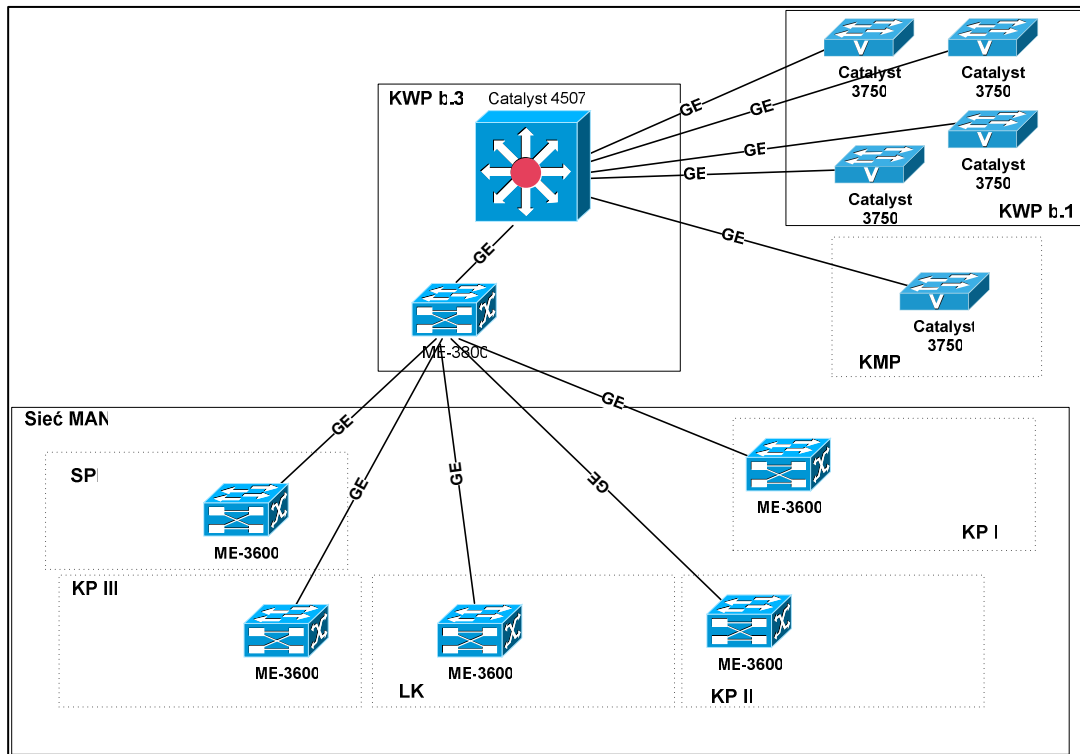 Catalyst
3750
Catalyst
3750
KWP b.3
Catalyst 4507
GE
GE
GE
GE
Catalyst
3750
Catalyst
3750
KWP b.1
GE
GE
Catalyst
3750
KMP
ME-3800
Sieć MAN
GE
GE
GE
GE
GE
SP
ME-3600
ME-3600
KP I
KP III
ME-3600
ME-3600
LK
ME-3600
KP II